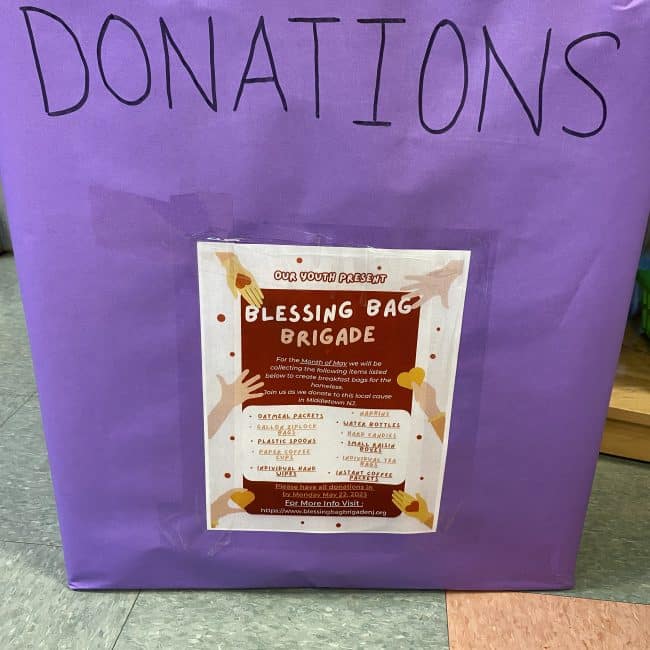 DONATIONS
OUR YOUTH PRESENT
BLESSING BAG
BRIGADE
For the Month of May we will be
collecting the following items listed
below to create breakfast bags for the
homeless.
Join us as we donate to this local cause
in Middletown NJ.
• OATMEAL PACKETS
• GALLON ZIPLOCK
BAGS
• PLASTIC SPOONS
• PAPER COFFEE
CUPS
• INDIVIDUAL HAND
WIPES
• NAPKINS
• WATER BOTTLES
• HARD CANDIES
• SMALL RAISIN
BOXES
• INDIVIDUAL TEA
BAGS
• INSTANT COFFEE
PACKETS
Please have all donations in
by Monday May 22, 2023
For More Info Visit :
https://www.blessingbagbrigadenj.org